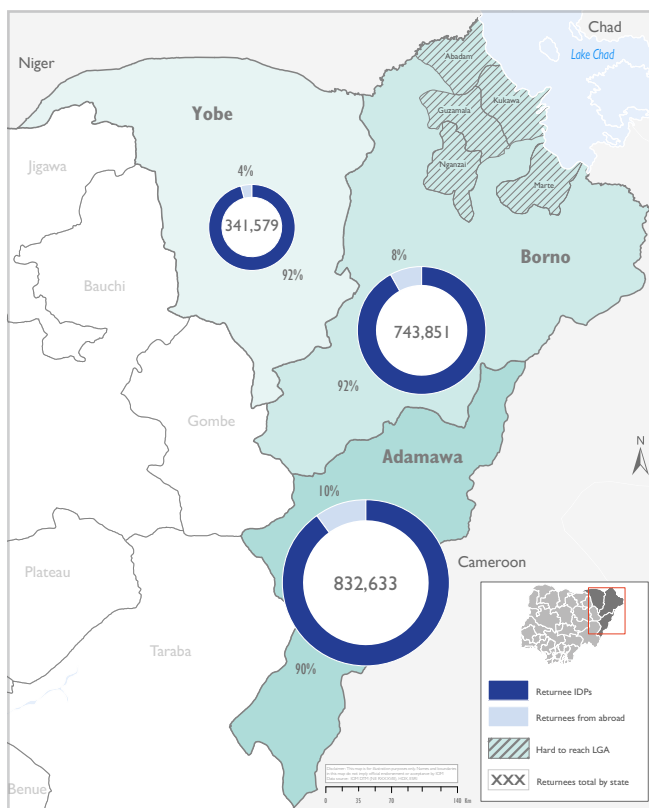 Chad
Niger
Lake Chad
Abadam
Yobe
Kukawa
Guzamala
Jigawa
Nganzai
4%
Marte
341,579
8%
Borno
92%
Bauchi
743,851
92%
Gombe
Adamawa
10%
N
Cameroon
Plateau
832,633
Taraba
90%
Returnee IDPs
Returnees from abroad
Hard to reach LGA
XXX
Returnees total by state
Benue
0 35 70 140 Km